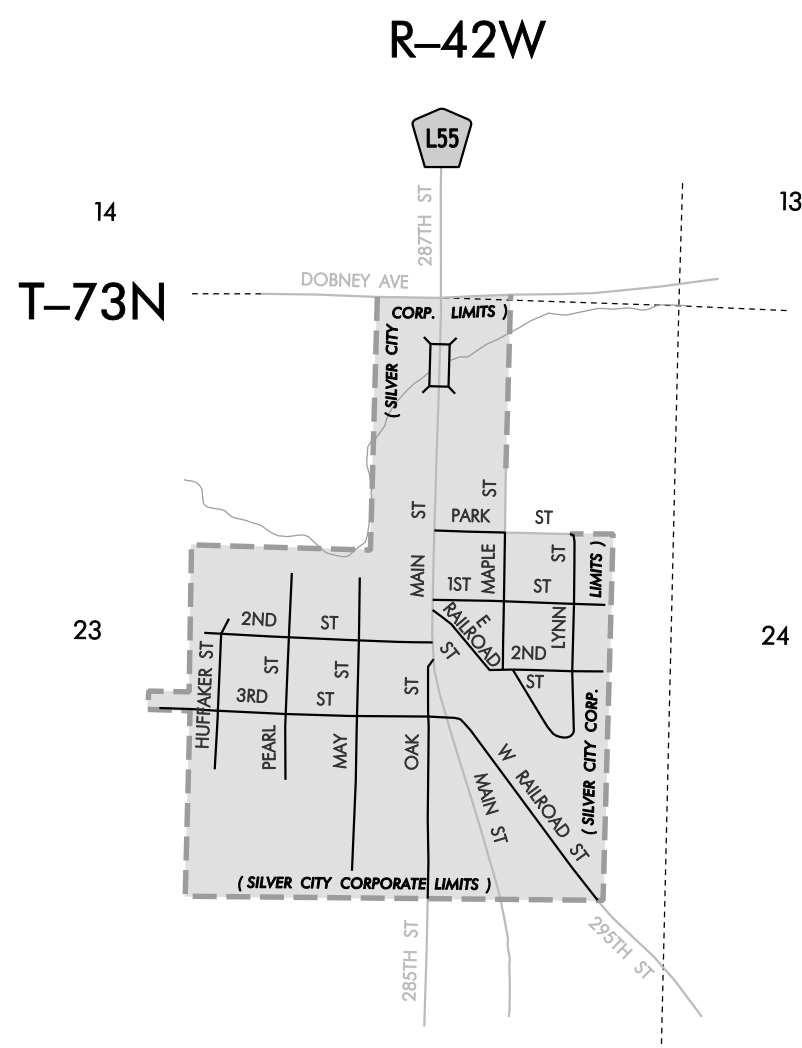 R–42W
L55
287TH ST
14
13
DOBNEY AVE
T–73N
CORP. LIMITS )
( SILVER CITY
MAIN ST
MAPLE ST
PARK ST
LYNN ST
LIMITS )
( SILVER CITY CORP.
1ST ST
E RAILROAD ST
2ND ST
2ND ST
23
24
HUFFAKER ST
PEARL ST
MAY ST
OAK ST
3RD ST
MAIN ST
W RAILROAD ST
( SILVER CITY CORPORATE LIMITS )
285TH ST
295TH ST